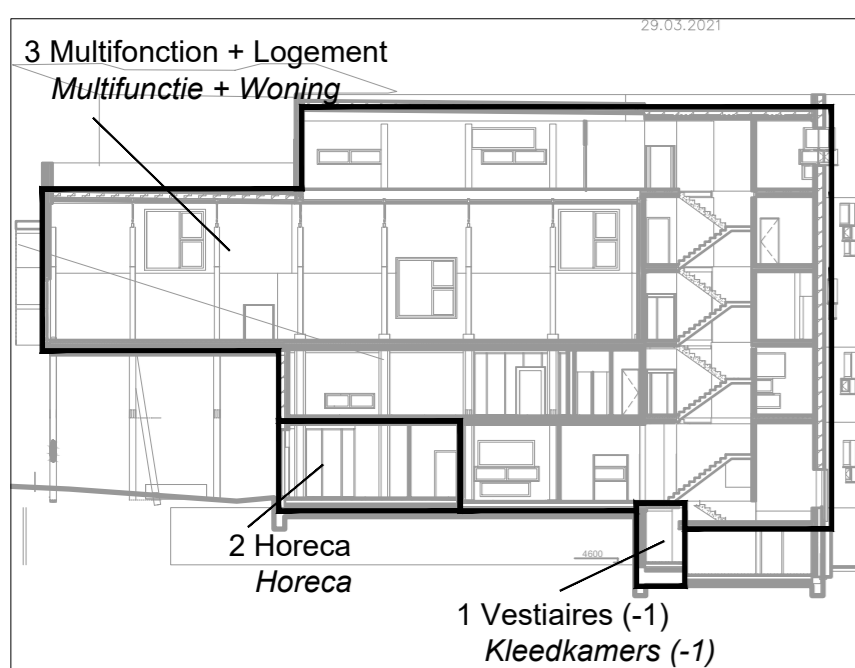 29.03.2021
3 Multifonction + Logement
Multifunctie + Woning
2 Horeca
Horeca
4600
1 Vestiaires (-1)
Kleedkamers (-1)